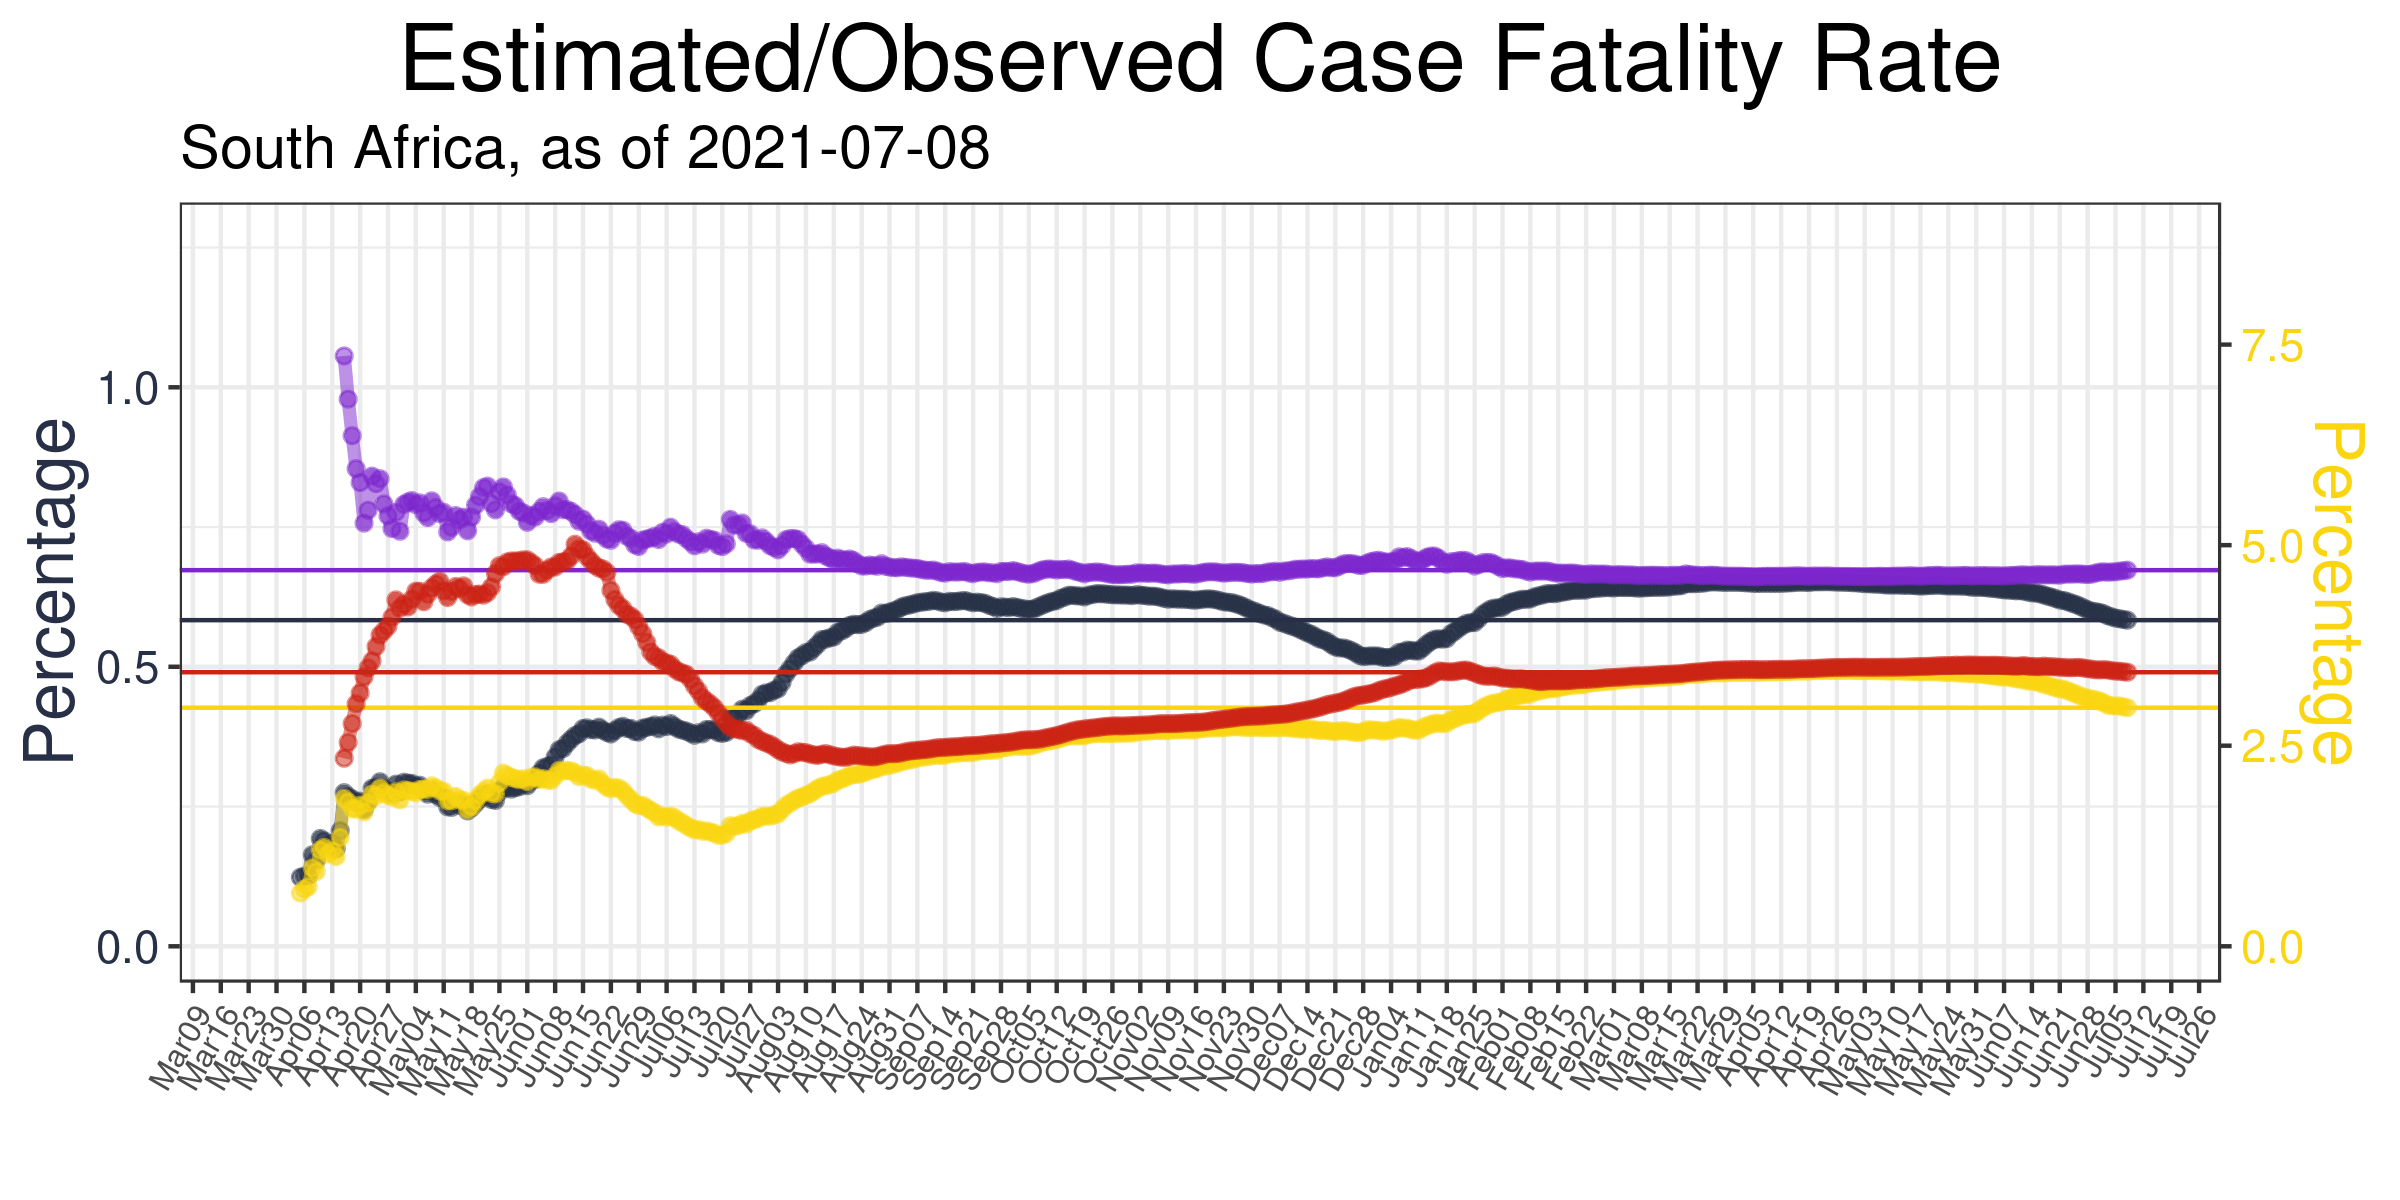 Estimated/Observed Case Fatality Rate
South Africa, as of 2021-07-08
Percentage
1.0
0.5
0.0
7.5
5.0
2.5
0.0
Percentage
Mar09
Mar16
Mar23
Mar30
Apr06
Apr13
Apr20
Apr27
May04
May11
May18
May25
Jun01
Jun08
Jun15
Jun22
Jun29
Jul06
Jul13
Jul20
Jul27
Aug03
Aug10
Aug17
Aug24
Aug31
Sep07
Sep14
Sep21
Sep28
Oct05
Oct12
Oct19
Oct26
Nov02
Nov09
Nov16
Nov23
Nov30
Dec07
Dec14
Dec21
Dec28
Jan04
Jan11
Jan18
Jan25
Feb01
Feb08
Feb15
Feb22
Mar01
Mar08
Mar15
Mar22
Mar29
Apr05
Apr12
Apr19
Apr26
May03
May10
May17
May24
May31
Jun07
Jun14
Jun21
Jun28
Jul05
Jul12
Jul19
Jul26